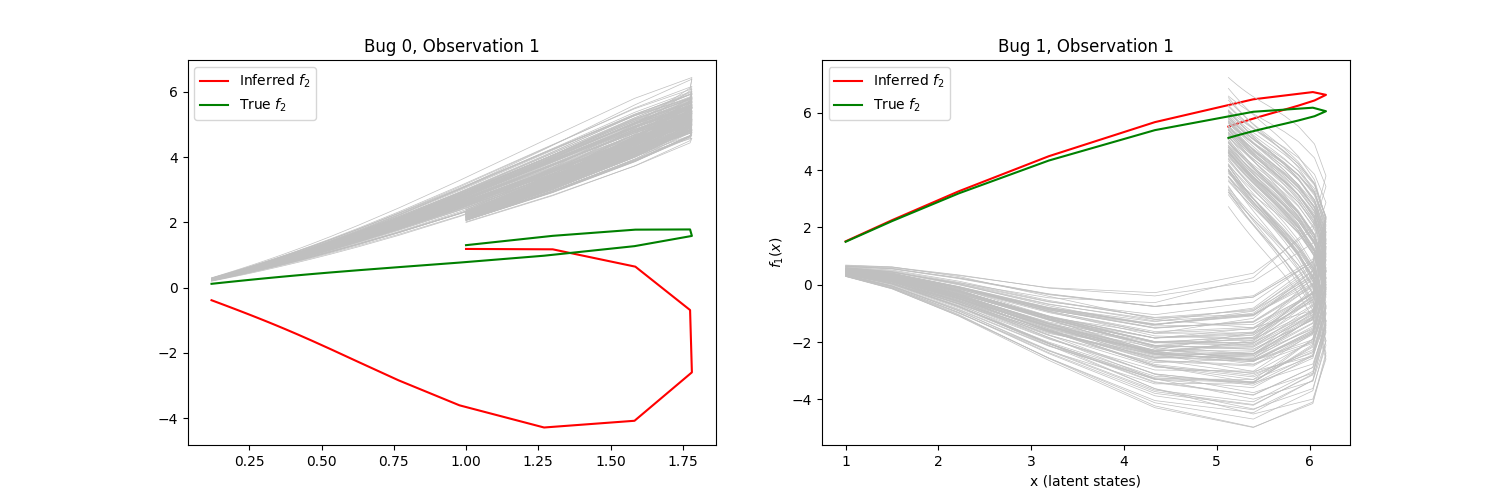 Bug 0, Observation 1
Inferred f₂
True f₂
6
4
2
0
−2
−4
0.25 0.50 0.75 1.00 1.25 1.50 1.75
Bug 1, Observation 1
Inferred f₂
True f₂
f₁(x)
6
4
2
0
−2
−4
1 2 3 4 5 6
x (latent states)